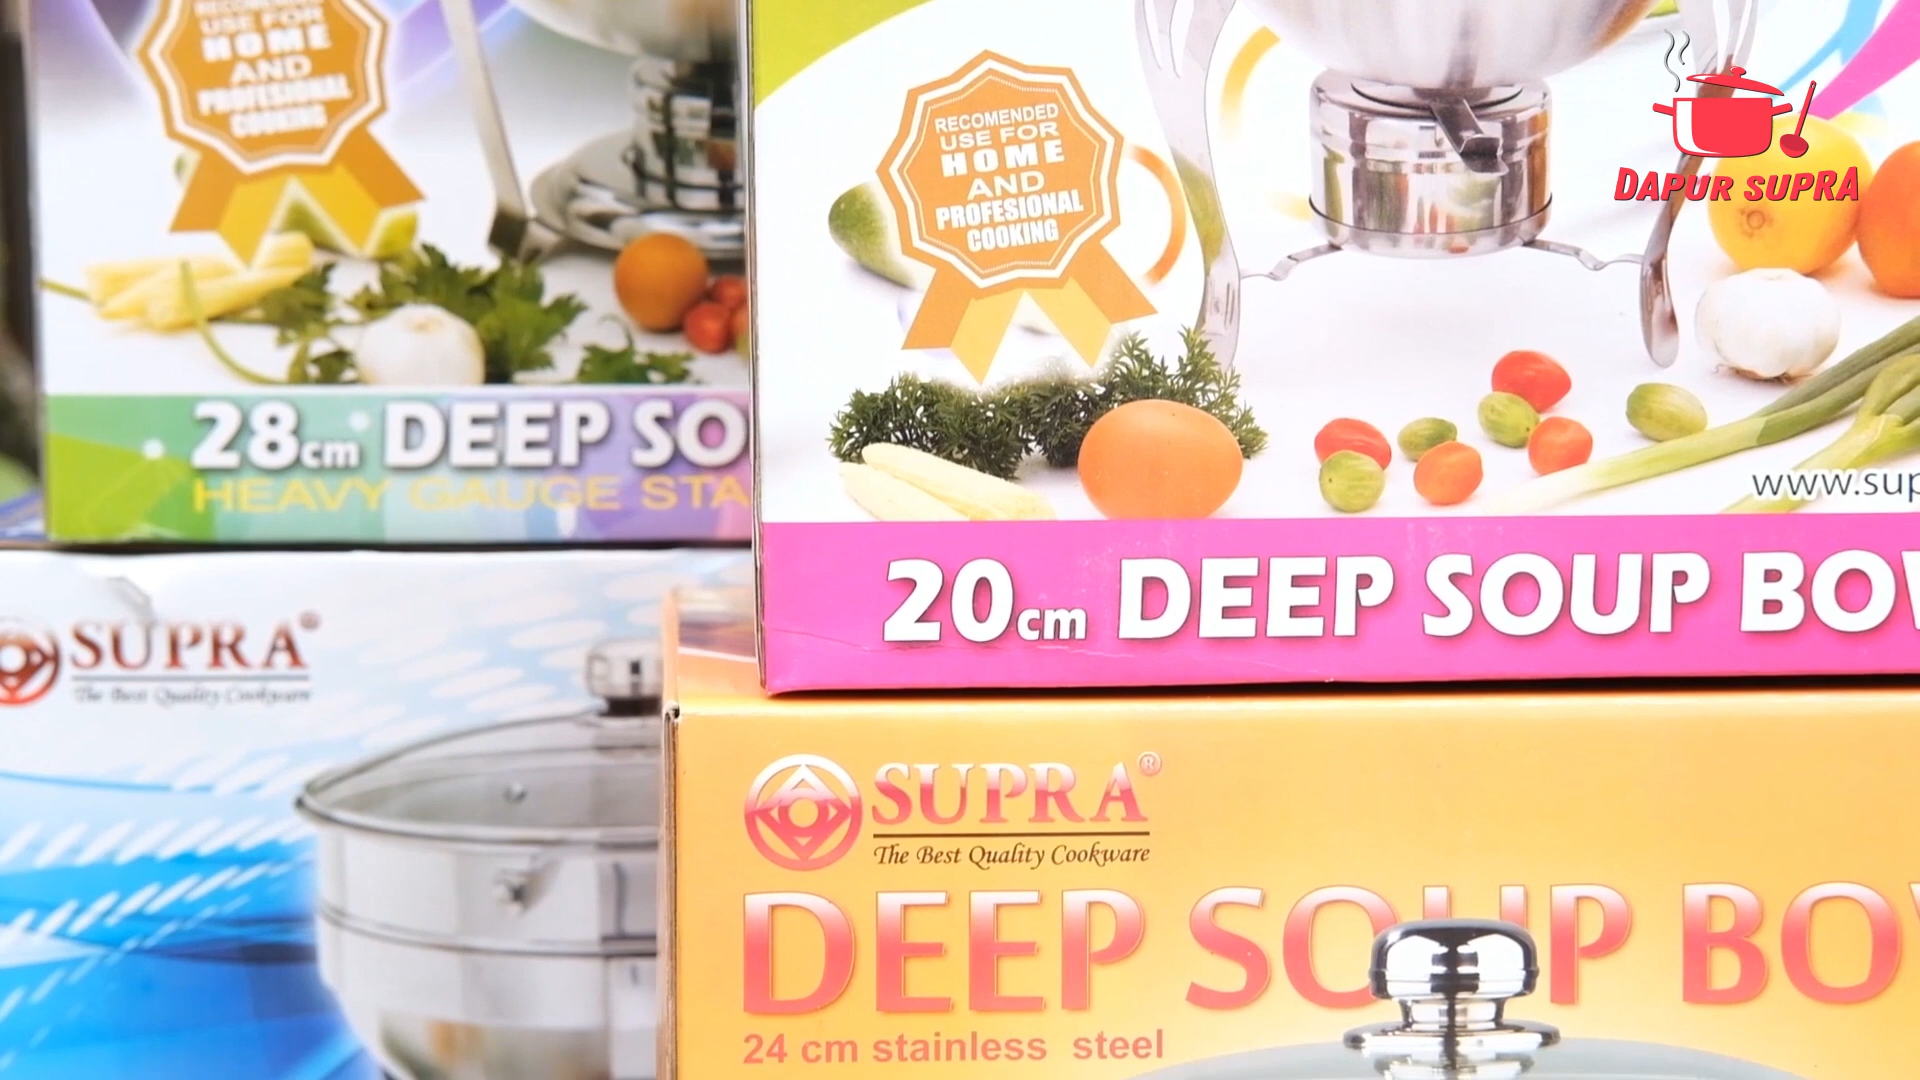 RECOMENDED
USE FOR
HOME
AND
PROFESIONAL
COOKING
28cm DEEP SO
HEAVY GAUGE STA
RECOMENDED
USE FOR
HOME
AND
PROFESIONAL
COOKING
DAPUR SUPRA
www.sup
20cm DEEP SOUP BOW
SUPRA®
The Best Quality Cookware
SUPRA®
The Best Quality Cookware
DEEP SOUP BOW
24 cm stainless steel